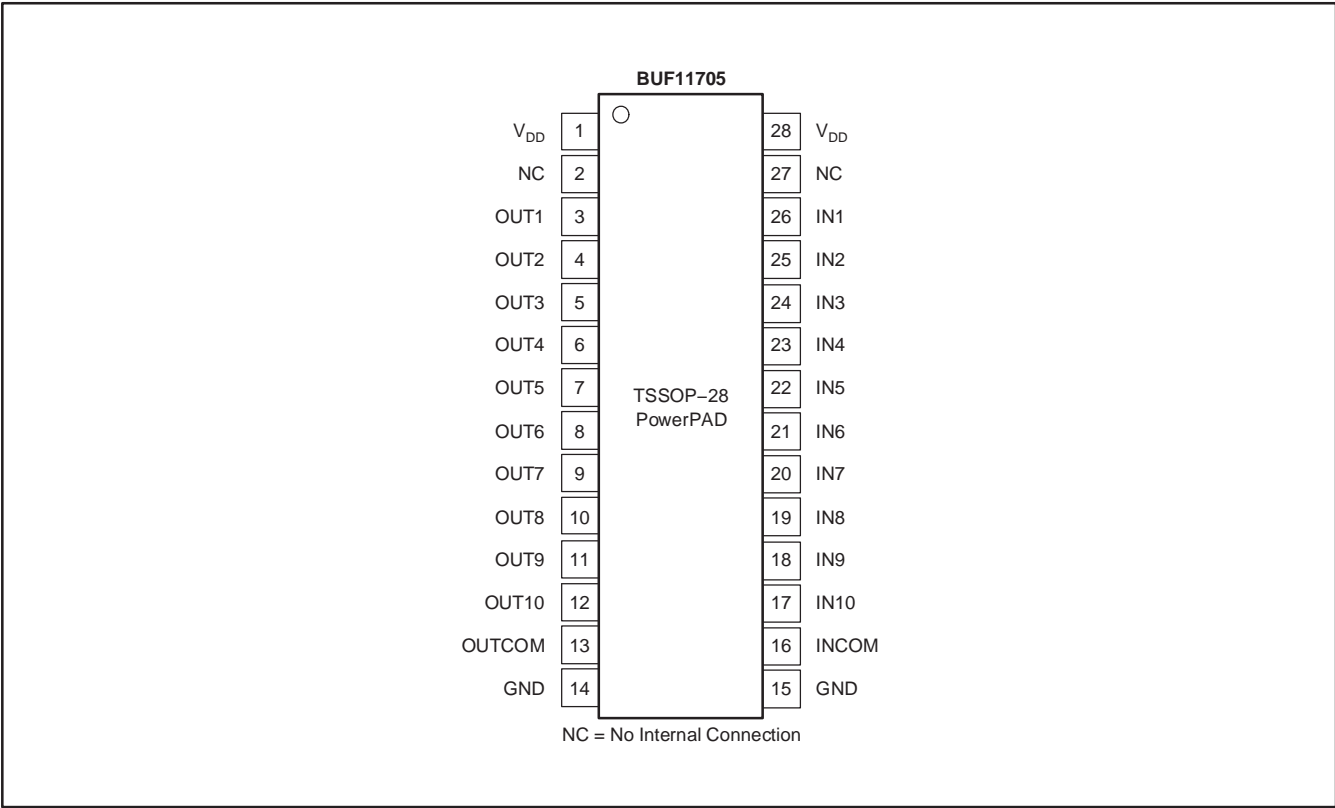 BUF11705
V_DD 1 28 V_DD
NC 2 27 NC
OUT1 3 26 IN1
OUT2 4 25 IN2
OUT3 5 24 IN3
OUT4 6 23 IN4
OUT5 7 22 IN5
TSSOP−28
PowerPAD
OUT6 8 21 IN6
OUT7 9 20 IN7
OUT8 10 19 IN8
OUT9 11 18 IN9
OUT10 12 17 IN10
OUTCOM 13 16 INCOM
GND 14 15 GND
NC = No Internal Connection